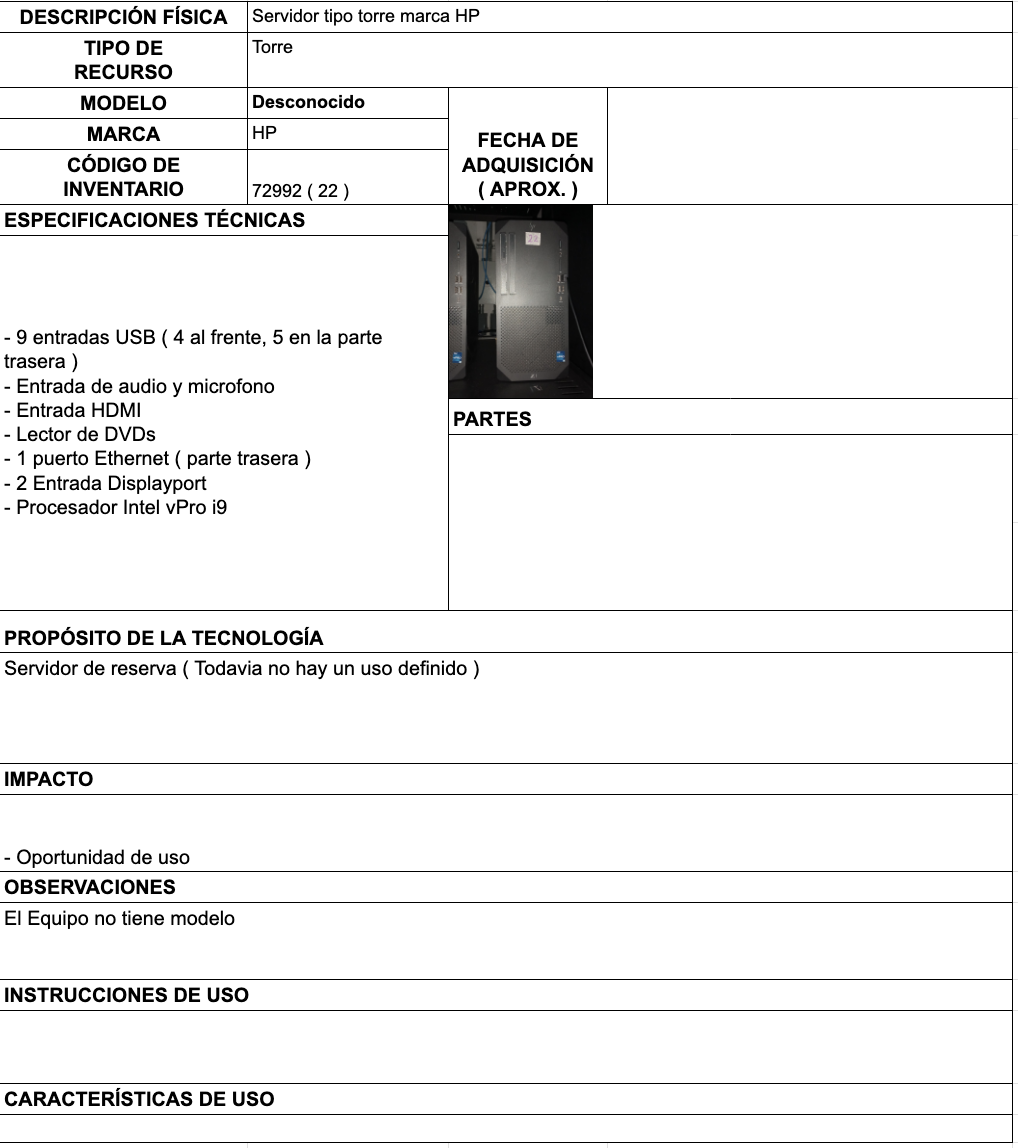 DESCRIPCIÓN FÍSICA
Servidor tipo torre marca HP
TIPO DE
RECURSO
Torre
MODELO
Desconocido
MARCA
HP
CÓDIGO DE
INVENTARIO
72992 ( 22 )
FECHA DE
ADQUISICIÓN
( APROX. )
ESPECIFICACIONES TÉCNICAS
22
- 9 entradas USB ( 4 al frente, 5 en la parte
trasera )
- Entrada de audio y microfono
- Entrada HDMI
- Lector de DVDs
- 1 puerto Ethernet ( parte trasera )
- 2 Entrada Displayport
- Procesador Intel vPro i9
PARTES
PROPÓSITO DE LA TECNOLOGÍA
Servidor de reserva ( Todavia no hay un uso definido )
IMPACTO
- Oportunidad de uso
OBSERVACIONES
El Equipo no tiene modelo
INSTRUCCIONES DE USO
CARACTERÍSTICAS DE USO